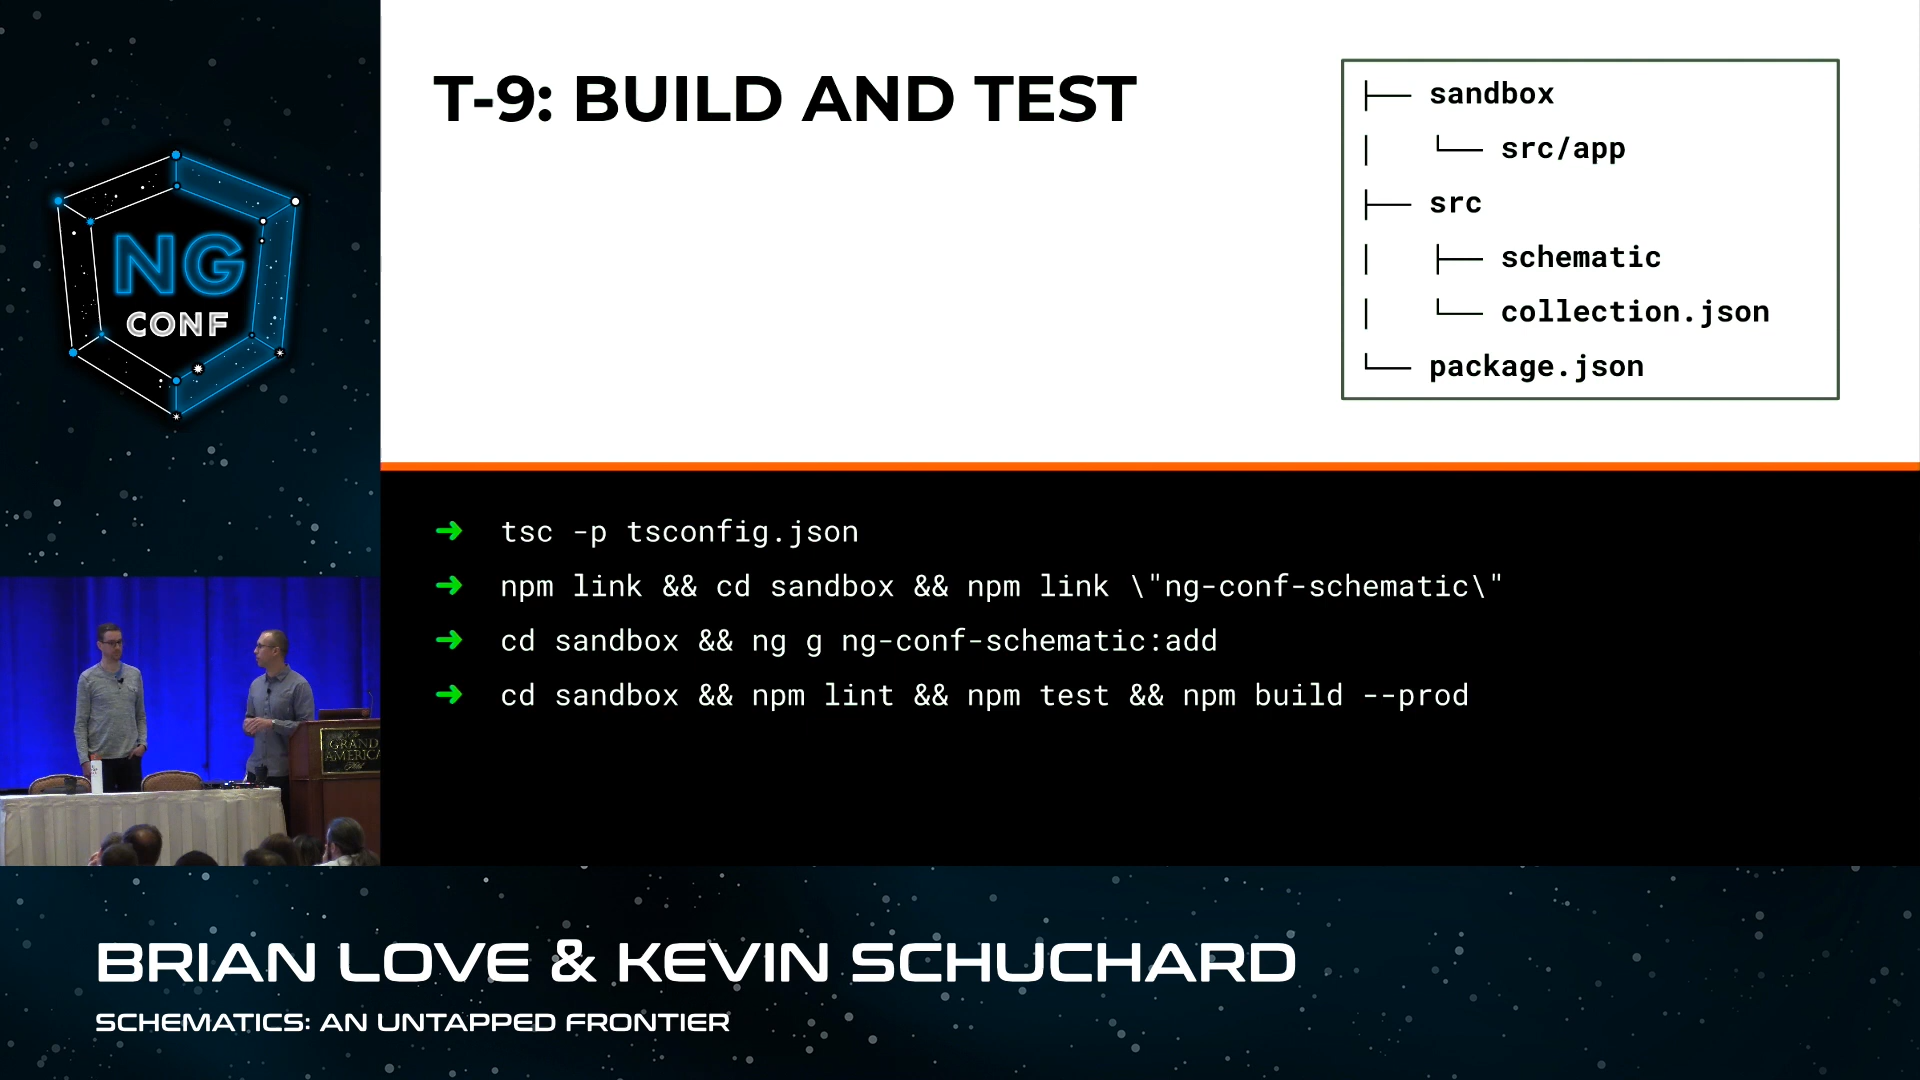 NG
CONF
T-9: BUILD AND TEST
├── sandbox
│   └── src/app
├── src
│   ├── schematic
│   └── collection.json
└── package.json
➜ tsc -p tsconfig.json
➜ npm link && cd sandbox && npm link \"ng-conf-schematic\"
➜ cd sandbox && ng g ng-conf-schematic:add
➜ cd sandbox && npm lint && npm test && npm build --prod
GRAND
AMERICA
BRIAN LOVE & KEVIN SCHUCHARD
SCHEMATICS: AN UNTAPPED FRONTIER